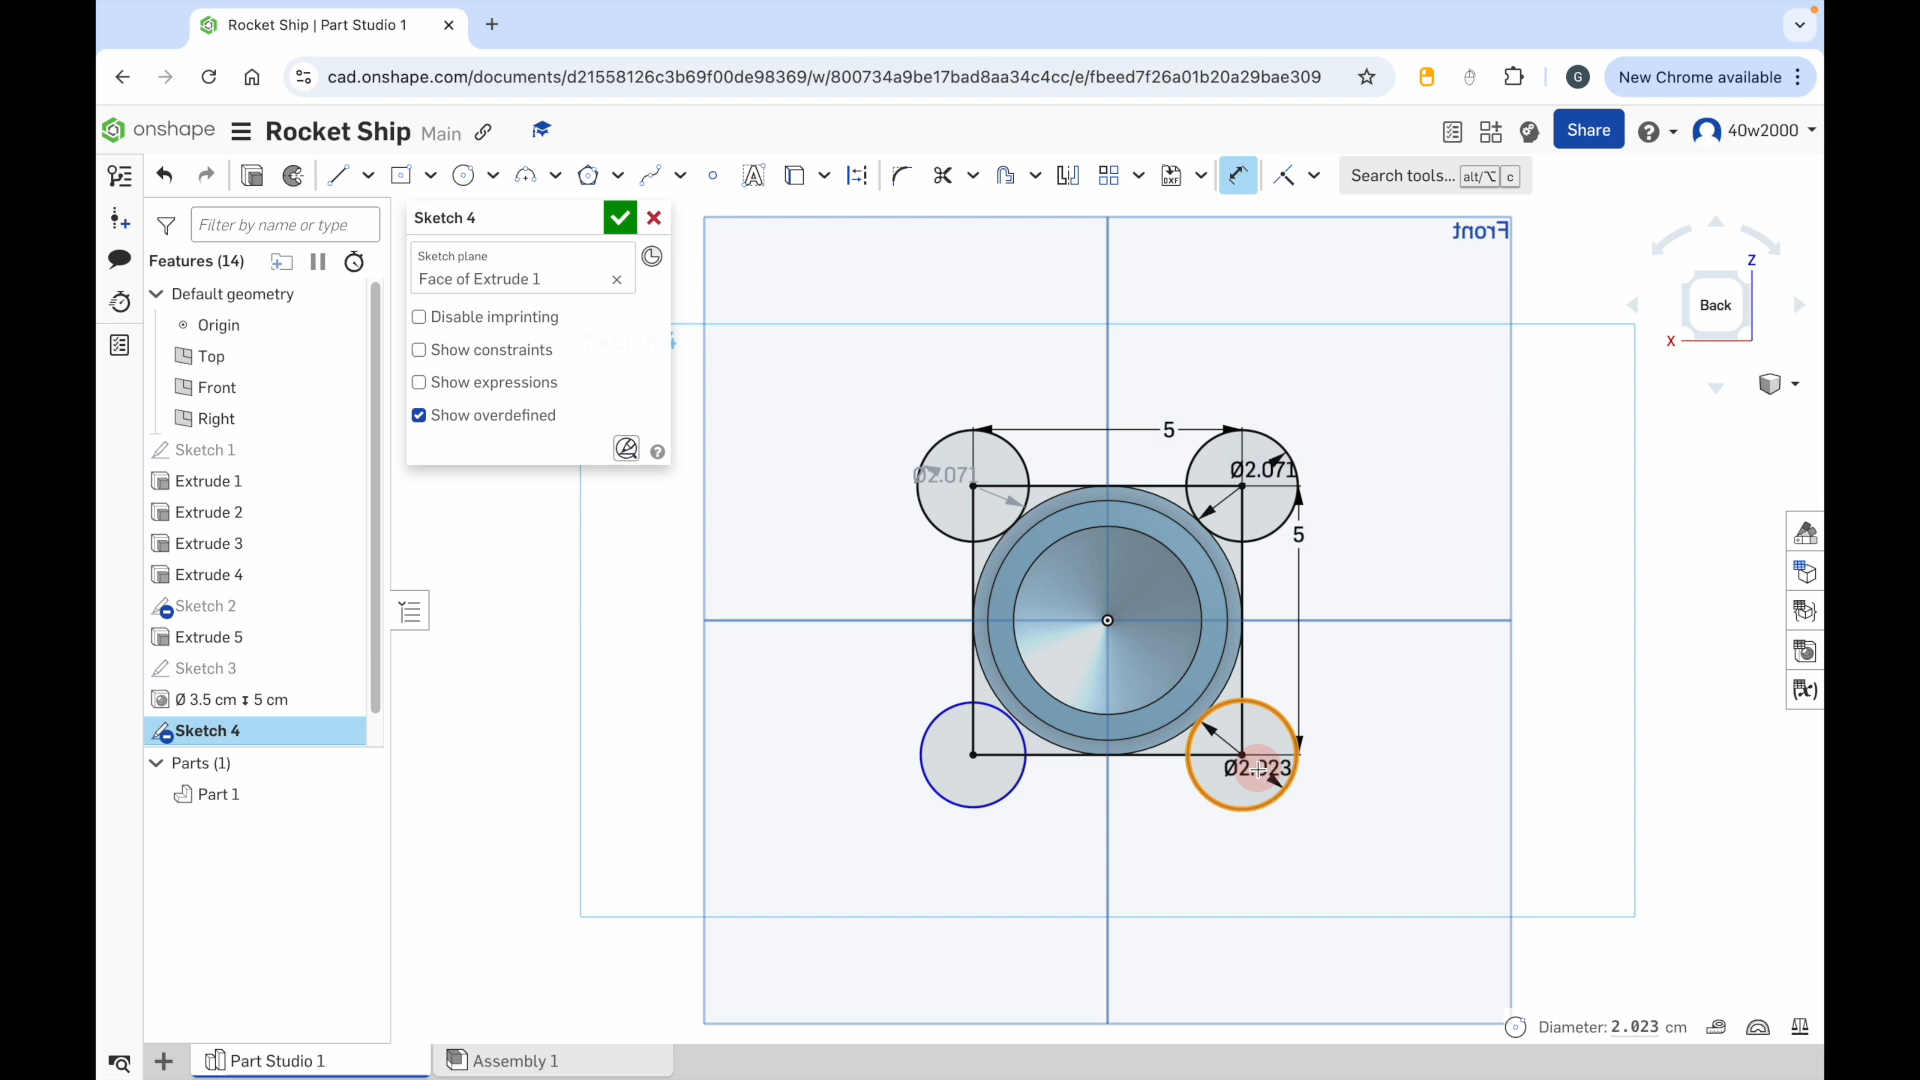 Rocket Ship | Part Studio 1
cad.onshape.com/documents/d21558126c3b69f00de98369/w/800734a9be17bad8aa34c4cc/e/fbeed7f26a01b20a29bae309
G
New Chrome available
onshape
Rocket Ship Main
Share
40w2000
Search tools... alt/⌥ c
Filter by name or type
Features (14)
Default geometry
Origin
Top
Front
Right
Sketch 1
Extrude 1
Extrude 2
Extrude 3
Extrude 4
Sketch 2
Extrude 5
Sketch 3
Ø 3.5 cm ↧ 5 cm
Sketch 4
Parts (1)
Part 1
Sketch 4
Sketch plane
Face of Extrude 1
Disable imprinting
Show constraints
Show expressions
Show overdefined
Front
Sketch 4
5
Ø2.071
Ø2.071
5
Ø2.023
Z
Back
X
Diameter: 2.023 cm
Part Studio 1
Assembly 1